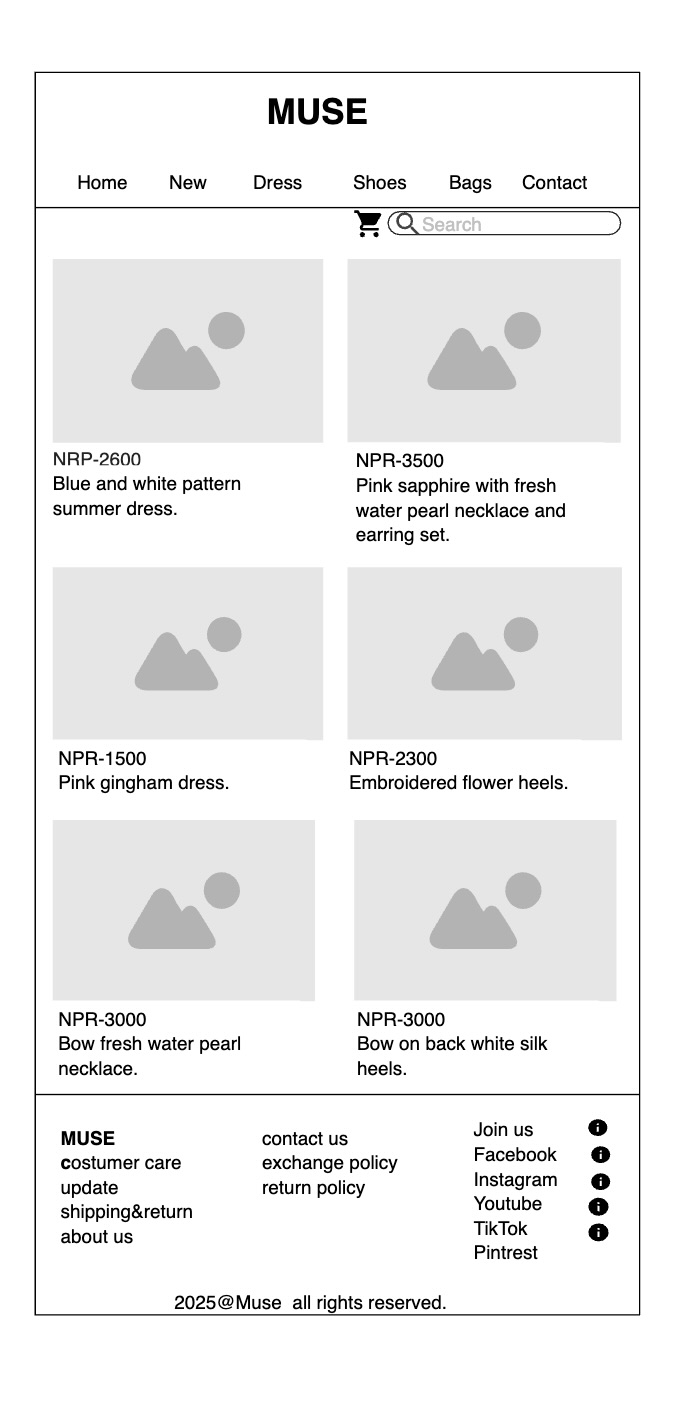 MUSE
Home New Dress Shoes Bags Contact
Search
NRP-2600
Blue and white pattern
summer dress.
NPR-3500
Pink sapphire with fresh
water pearl necklace and
earring set.
NPR-1500
Pink gingham dress.
NPR-2300
Embroidered flower heels.
NPR-3000
Bow fresh water pearl
necklace.
NPR-3000
Bow on back white silk
heels.
MUSE
costumer care
update
shipping&return
about us
contact us
exchange policy
return policy
Join us
Facebook
Instagram
Youtube
TikTok
Pintrest
2025@Muse all rights reserved.